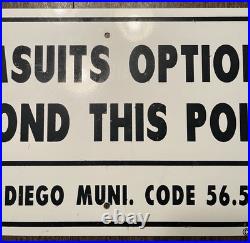 ASUITS OPTIO
OND THIS PO
DIEGO MUNI. CODE 56.5